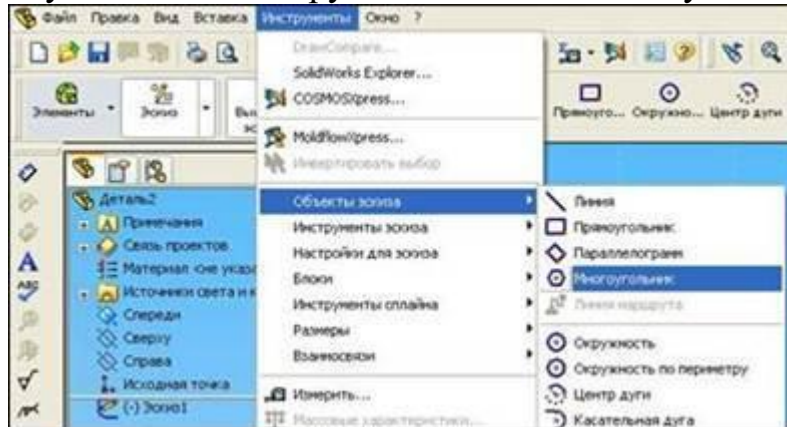 Файл Правка Вид Вставка Инструменты Окно ?
DrawCompare...
SolidWorks Explorer...
COSMOSXpress...
MoldflowXpress...
Инвертировать выбор
Элементы Эскиз
Прямоуго... Окружно... Центр дуги
Объекты эскиза
Инструменты эскиза
Настройки для эскиза
Блоки
Инструменты сплайна
Размеры
Взаимосвязи
Измерить...
Массовые характеристики...
Линия
Прямоугольник
Параллелограмм
Многоугольник
Линия маршрута
Окружность
Окружность по периметру
Центр дуги
Касательная дуга
Деталь2
Примечания
Связь проектов
Материал <не указа
Источники света и к
Спереди
Сверху
Справа
Исходная точка
(-) Эскиз1